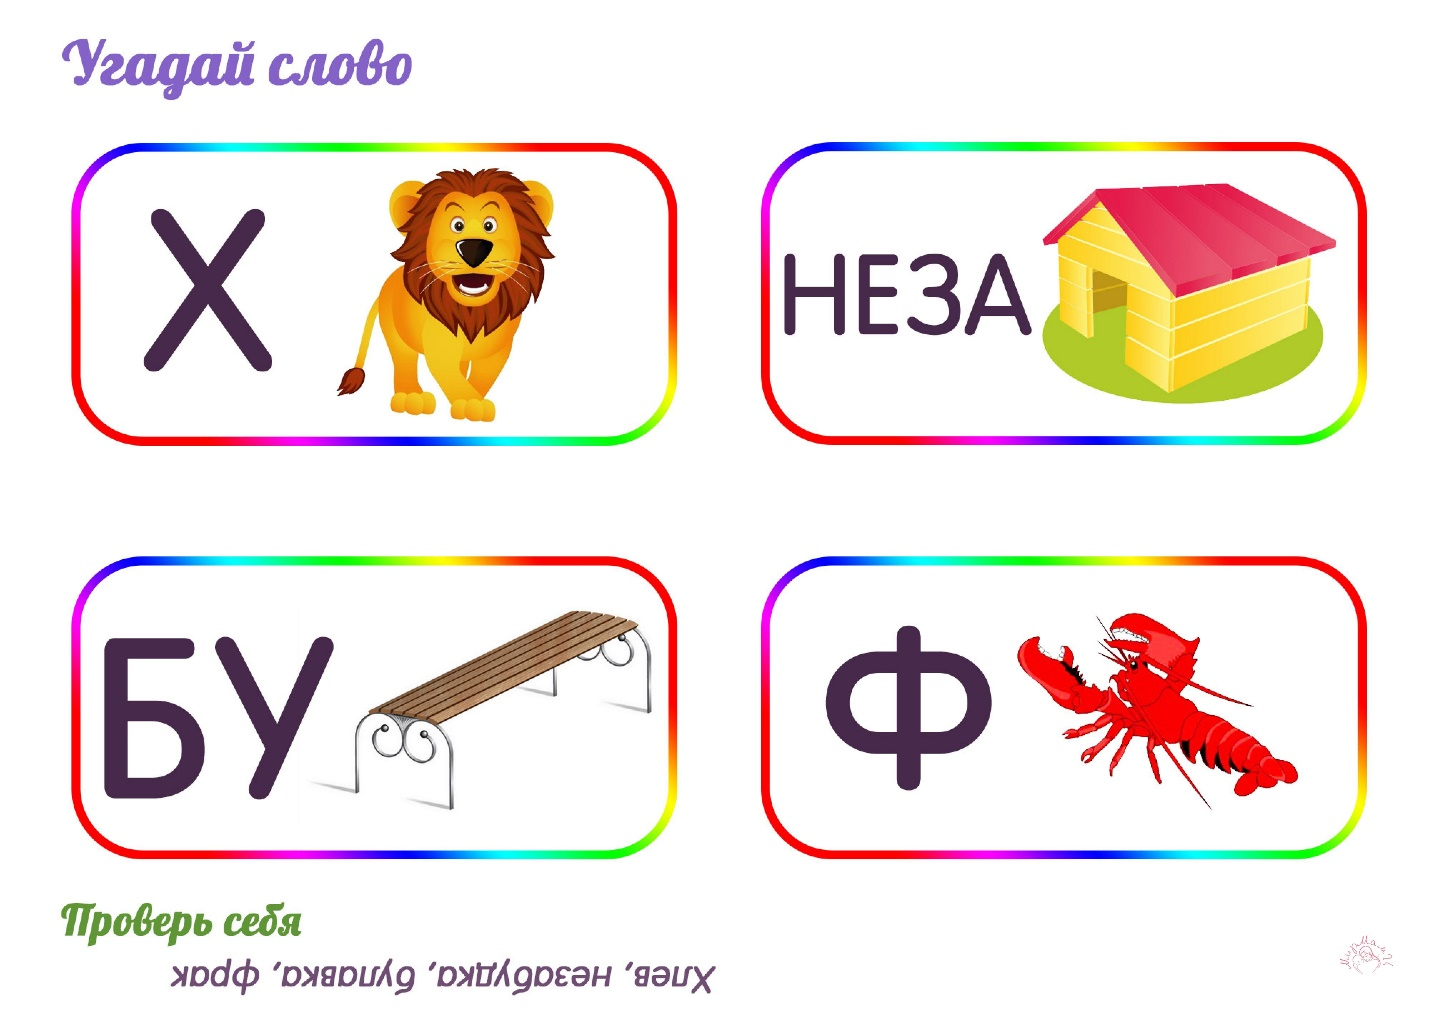 Угадай слово
Х
НЕЗА
БУ
Ф
Проверь себя
Хлев, незабудка, булавка, фрак